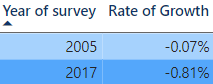 Year of survey Rate of Growth
2005 -0.07%
2017 -0.81%